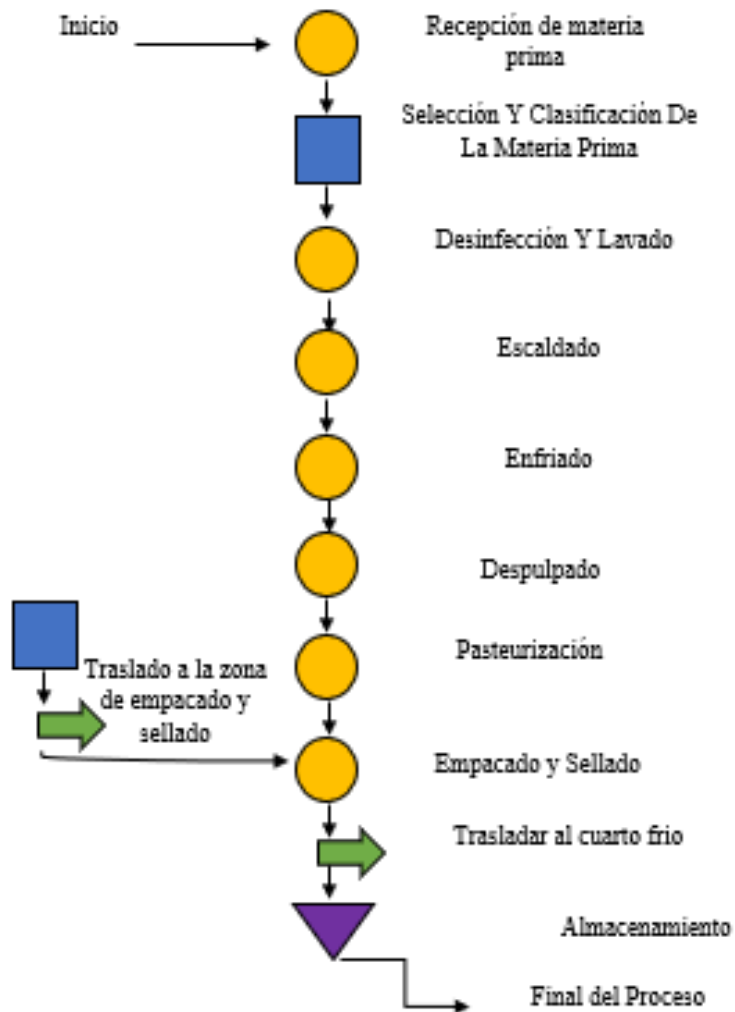 Inicio
Recepción de materia
prima
Selección Y Clasificación De
La Materia Prima
Desinfección Y Lavado
Escaldado
Enfriado
Despulpado
Pasteurización
Traslado a la zona
de empacado y
sellado
Empacado y Sellado
Trasladar al cuarto frio
Almacenamiento
Final del Proceso